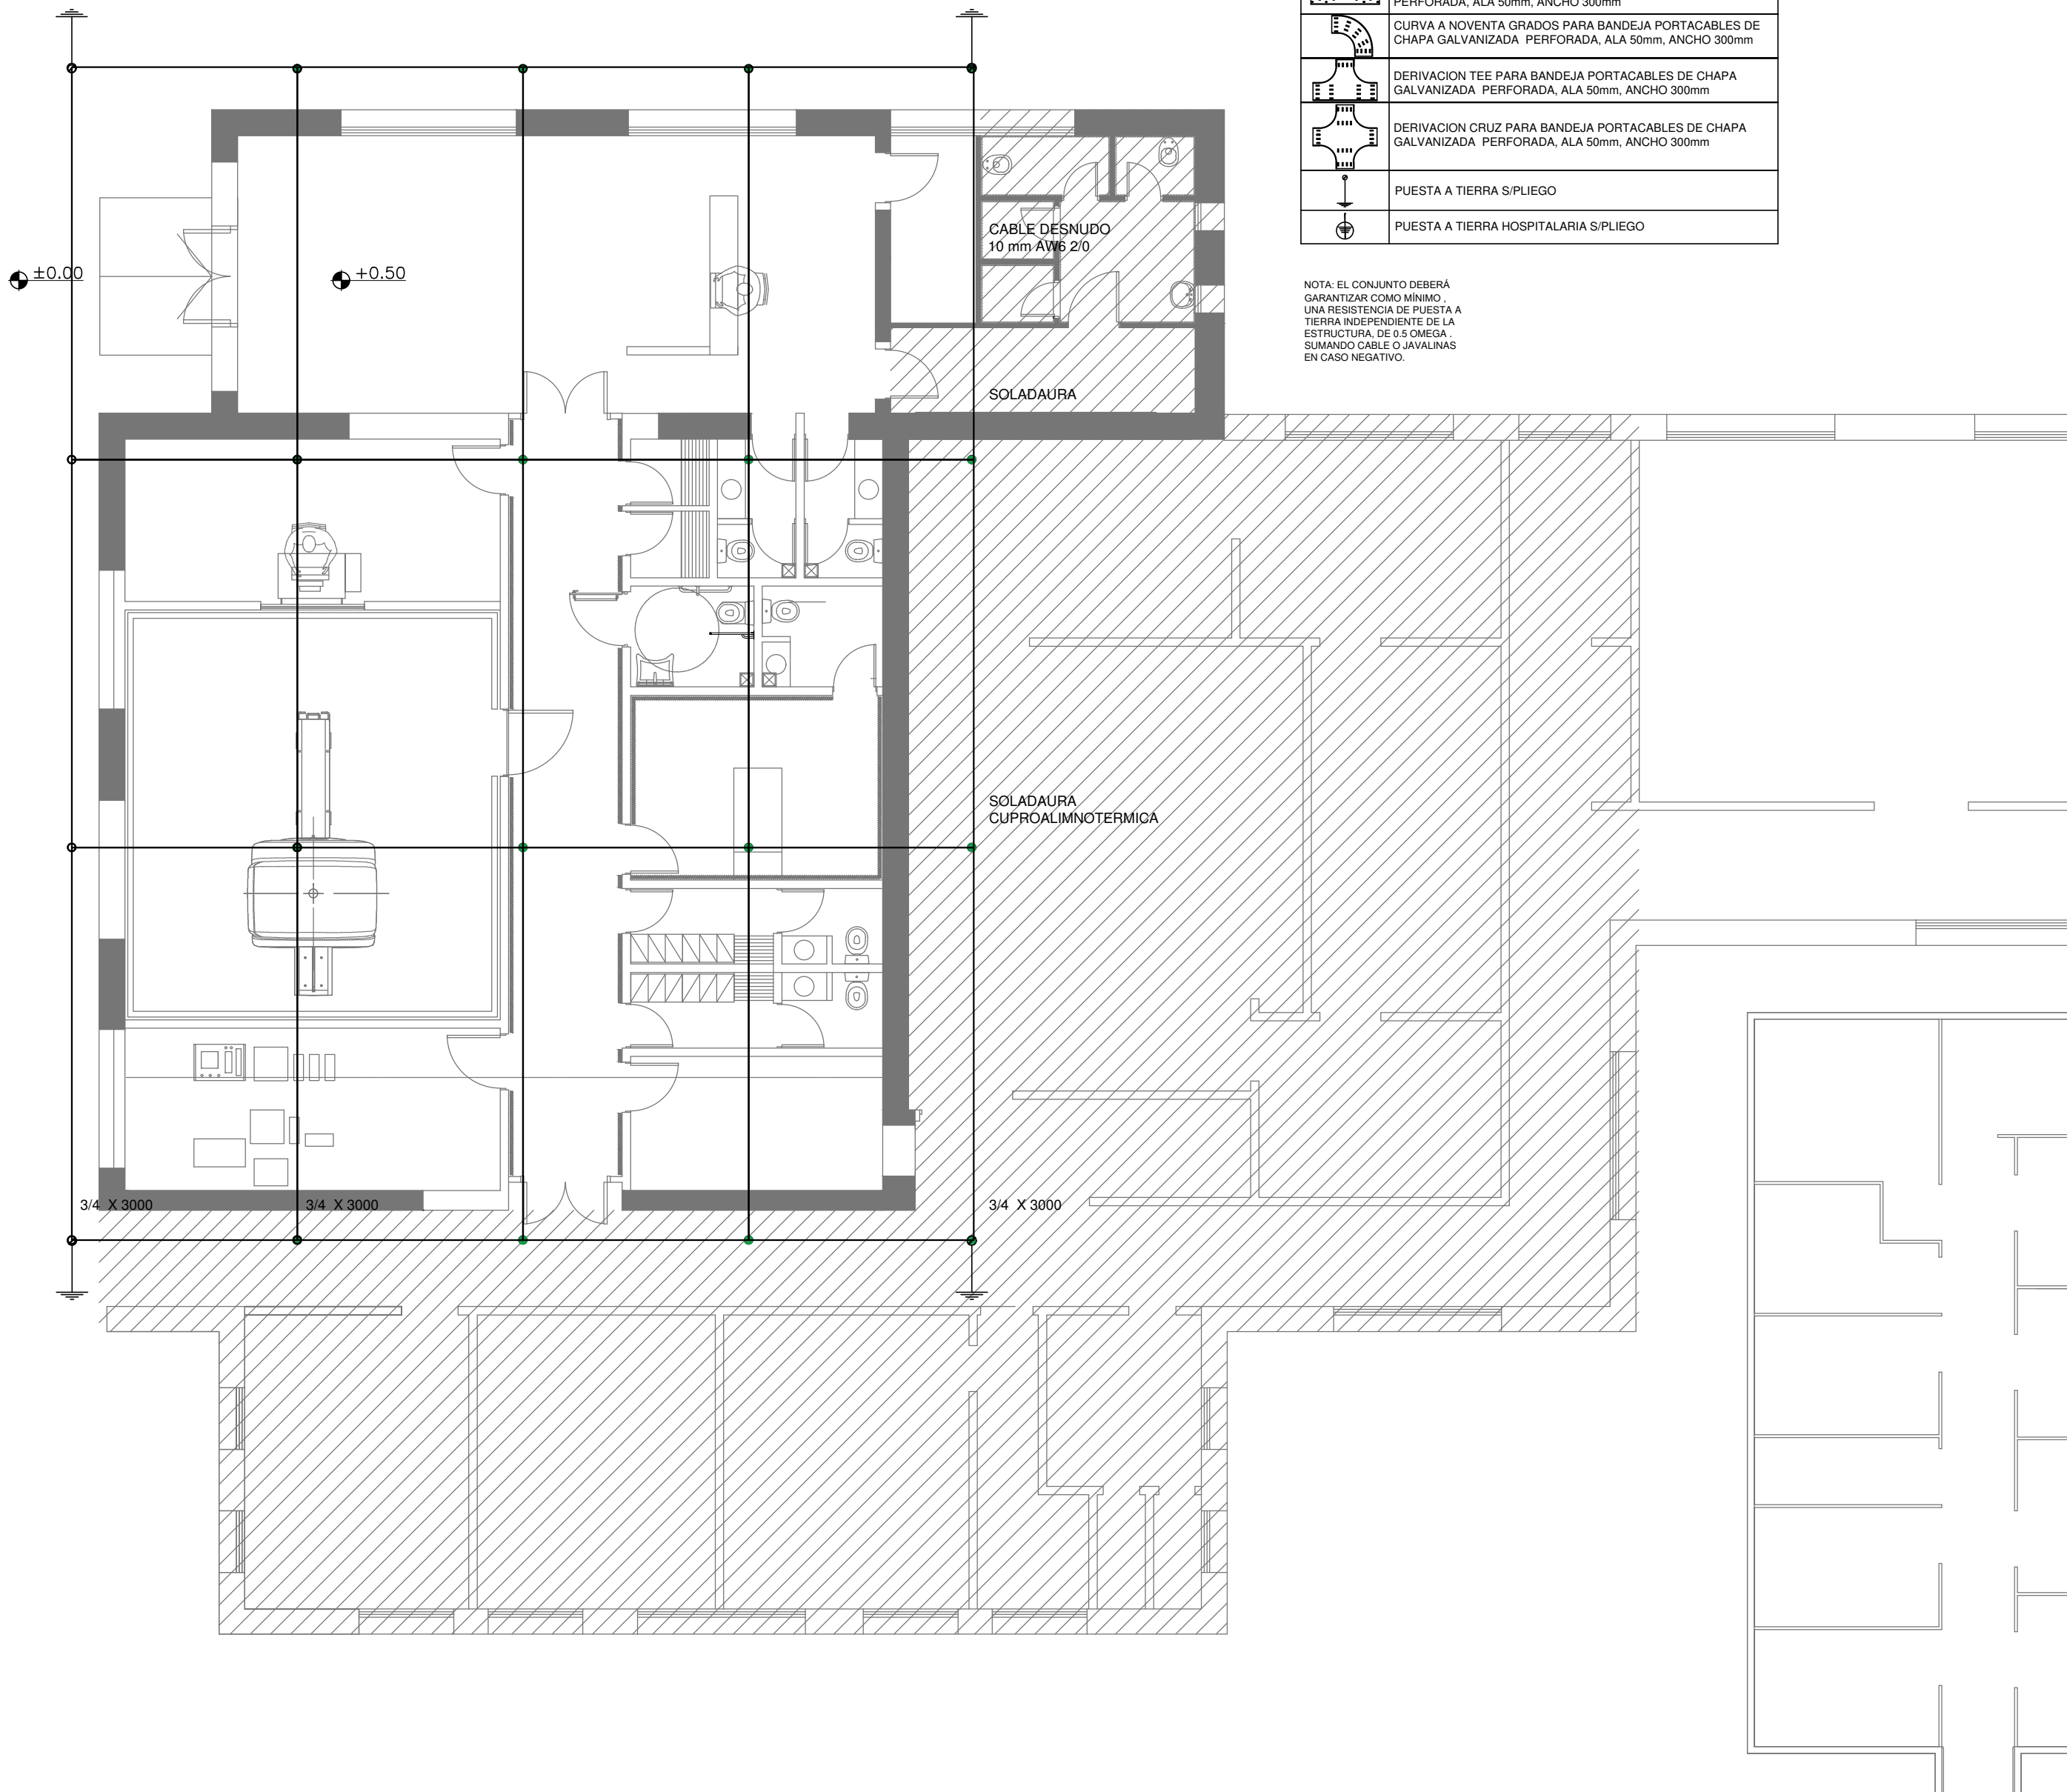 PERFORADA, ALA 50mm, ANCHO 300mm
CURVA A NOVENTA GRADOS PARA BANDEJA PORTACABLES DE
CHAPA GALVANIZADA PERFORADA, ALA 50mm, ANCHO 300mm
DERIVACION TEE PARA BANDEJA PORTACABLES DE CHAPA
GALVANIZADA PERFORADA, ALA 50mm, ANCHO 300mm
DERIVACION CRUZ PARA BANDEJA PORTACABLES DE CHAPA
GALVANIZADA PERFORADA, ALA 50mm, ANCHO 300mm
PUESTA A TIERRA S/PLIEGO
PUESTA A TIERRA HOSPITALARIA S/PLIEGO
NOTA: EL CONJUNTO DEBERÁ
GARANTIZAR COMO MÍNIMO ,
UNA RESISTENCIA DE PUESTA A
TIERRA INDEPENDIENTE DE LA
ESTRUCTURA, DE 0.5 OMEGA .
SUMANDO CABLE O JAVALINAS
EN CASO NEGATIVO.
CABLE DESNUDO
10 mm AW6 2/0
±0.00
+0.50
SOLADAURA
SOLADAURA
CUPROALIMNOTERMICA
3/4 X 3000
3/4 X 3000
3/4 X 3000